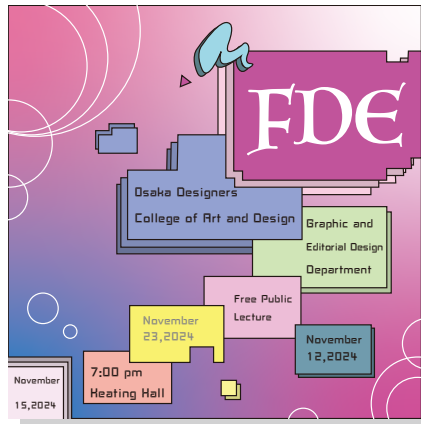 FDE
Osaka Designers
College of Art and Design
Graphic and
Editorial Design
Department
Free Public
Lecture
November
23,2024
November
12,2024
7:00 pm
Heating Hall
November
15,2024